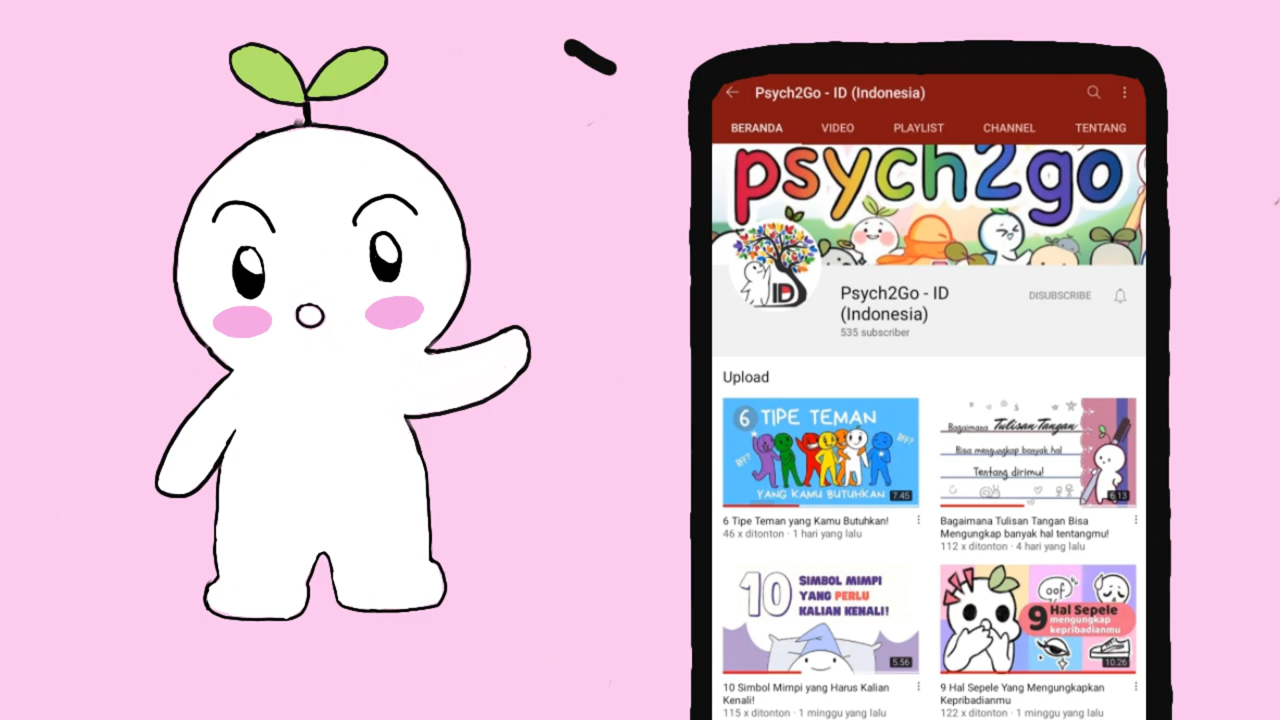 Psych2Go - ID (Indonesia)
BERANDA VIDEO PLAYLIST CHANNEL TENTANG
psych2go
ID
Psych2Go - ID
(Indonesia)
DISUBSCRIBE
535 subscriber
Upload
6 TIPE TEMAN
BFF?
BFF?
YANG KAMU BUTUHKAN
7.45
6 Tipe Teman yang Kamu Butuhkan!
46 x ditonton · 1 hari yang lalu
Bagaimana Tulisan Tangan
Bisa mengungkap banyak hal
Tentang dirimu!
6.13
Bagaimana Tulisan Tangan Bisa
Mengungkap banyak hal tentangmu!
112 x ditonton · 4 hari yang lalu
10 SIMBOL MIMPI
YANG PERLU
KALIAN KENALI!
5.56
10 Simbol Mimpi yang Harus Kalian
Kenali!
115 x ditonton · 1 minggu yang lalu
oof
9 Hal Sepele
mengungkap
kepribadianmu
10.26
9 Hal Sepele Yang Mengungkapkan
Kepribadianmu
122 x ditonton · 1 minggu yang lalu